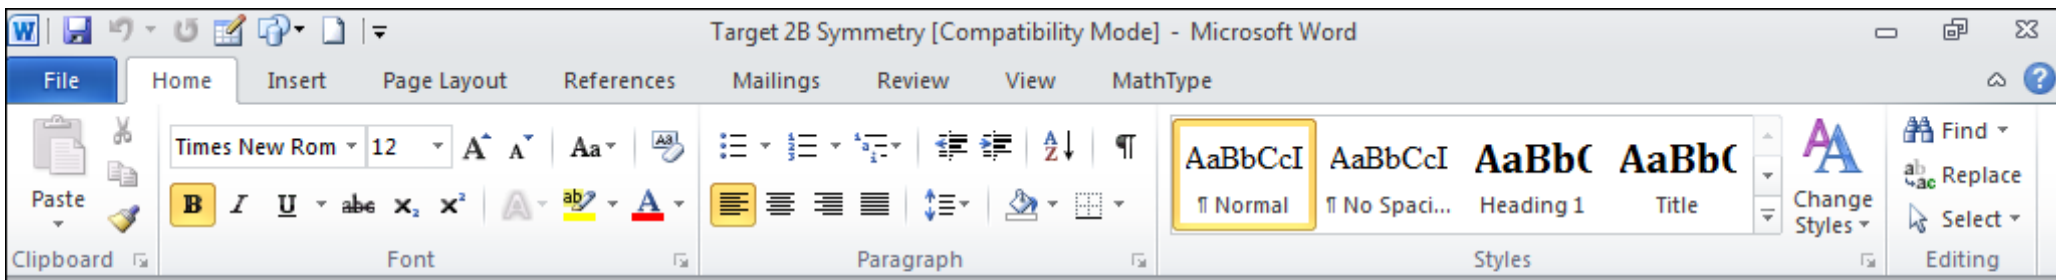 Target 2B Symmetry [Compatibility Mode] - Microsoft Word
File Home Insert Page Layout References Mailings Review View MathType
Times New Rom 12 Aa
AaBbCcI AaBbCcI AaBb( AaBb(
Find
Replace
Select
Paste
B I U abc x₂ x² A ab A
¶ Normal ¶ No Spaci... Heading 1 Title
Change
Styles
Clipboard Font Paragraph Styles Editing